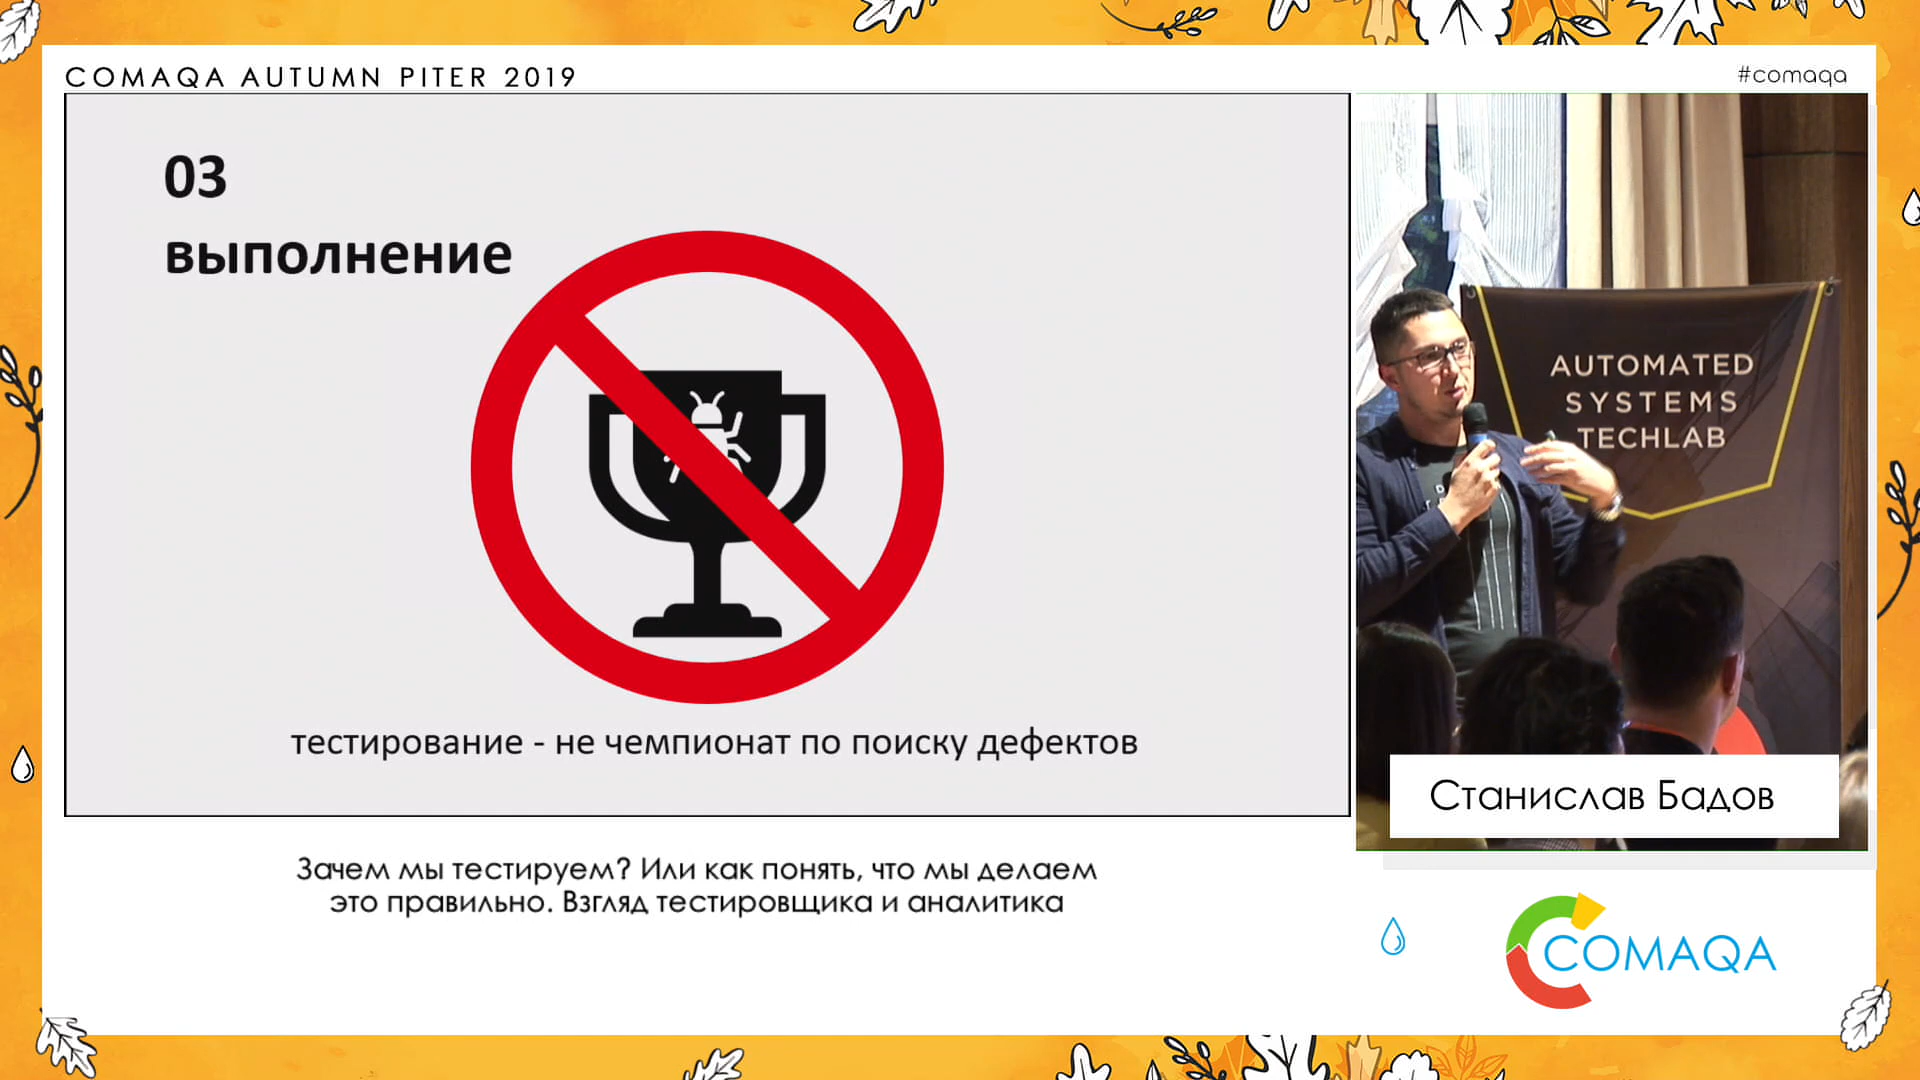 COMAQA AUTUMN PITER 2019
#comaqa
03
выполнение
тестирование - не чемпионат по поиску дефектов
AUTOMATED
SYSTEMS
TECHLAB
Станислав Бадов
Зачем мы тестируем? Или как понять, что мы делаем
это правильно. Взгляд тестировщика и аналитика
COMAQA